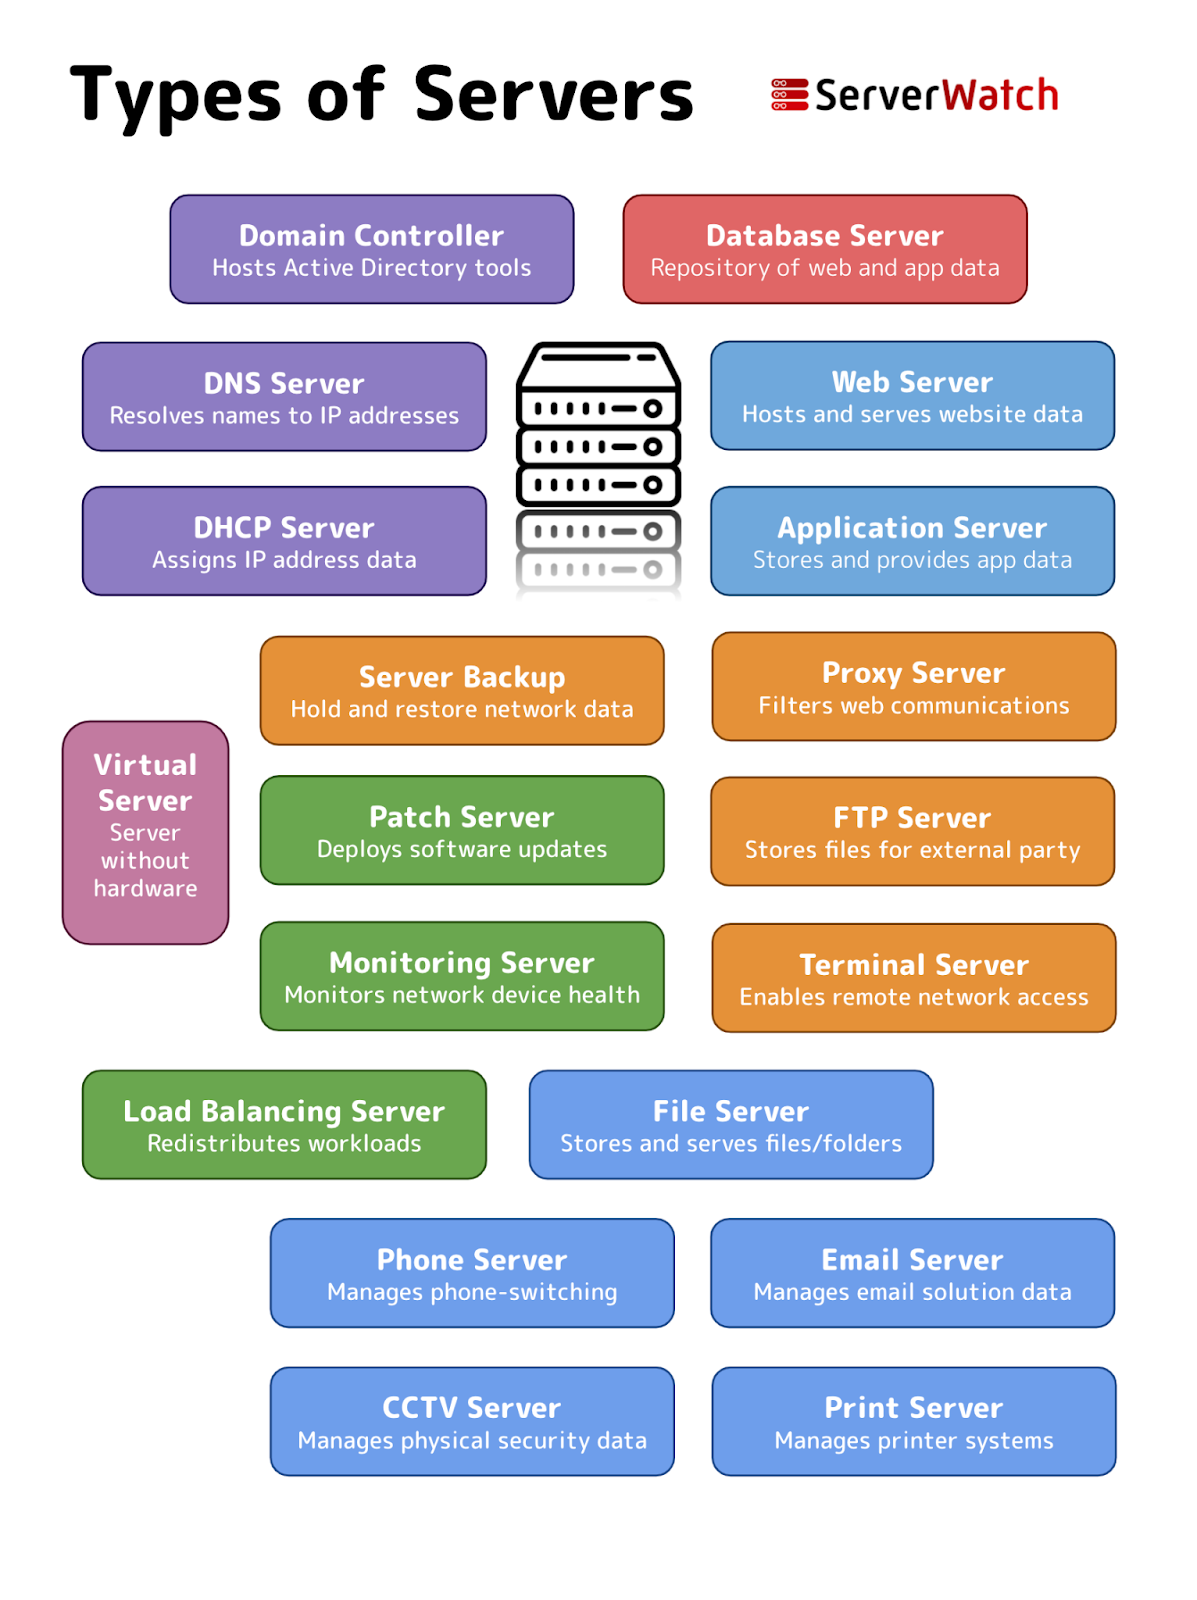 Types of Servers
ServerWatch
Domain Controller
Hosts Active Directory tools
Database Server
Repository of web and app data
DNS Server
Resolves names to IP addresses
Web Server
Hosts and serves website data
DHCP Server
Assigns IP address data
Application Server
Stores and provides app data
Server Backup
Hold and restore network data
Proxy Server
Filters web communications
Virtual
Server
Server
without
hardware
Patch Server
Deploys software updates
FTP Server
Stores files for external party
Monitoring Server
Monitors network device health
Terminal Server
Enables remote network access
Load Balancing Server
Redistributes workloads
File Server
Stores and serves files/folders
Phone Server
Manages phone-switching
Email Server
Manages email solution data
CCTV Server
Manages physical security data
Print Server
Manages printer systems